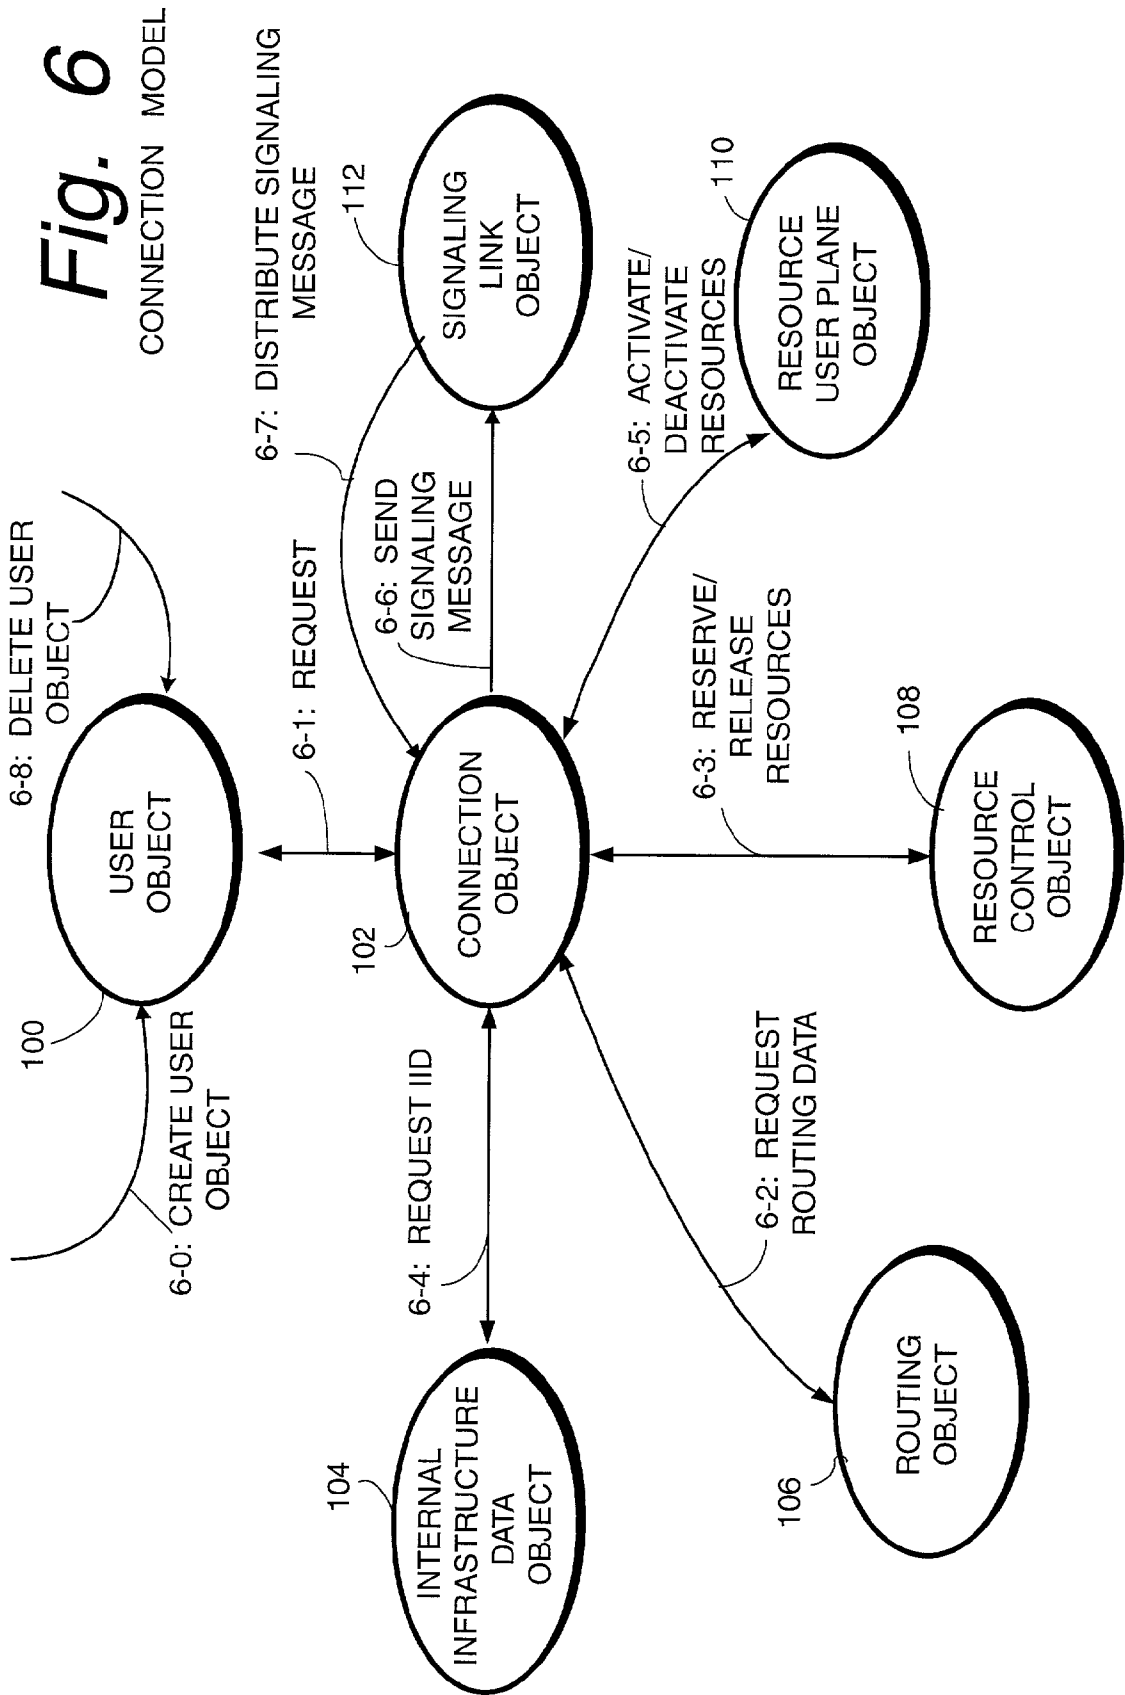 Fig. 6
CONNECTION MODEL
6-0: CREATE USER
OBJECT
100
USER
OBJECT
6-8: DELETE USER
OBJECT
6-1: REQUEST
6-7: DISTRIBUTE SIGNALING
MESSAGE
104
INTERNAL
INFRASTRUCTURE
DATA
OBJECT
6-4: REQUEST IID
102
CONNECTION
OBJECT
6-6: SEND
SIGNALING
MESSAGE
112
SIGNALING
LINK
OBJECT
6-2: REQUEST
ROUTING DATA
6-3: RESERVE/
RELEASE
RESOURCES
6-5: ACTIVATE/
DEACTIVATE
RESOURCES
106
ROUTING
OBJECT
108
RESOURCE
CONTROL
OBJECT
110
RESOURCE
USER PLANE
OBJECT